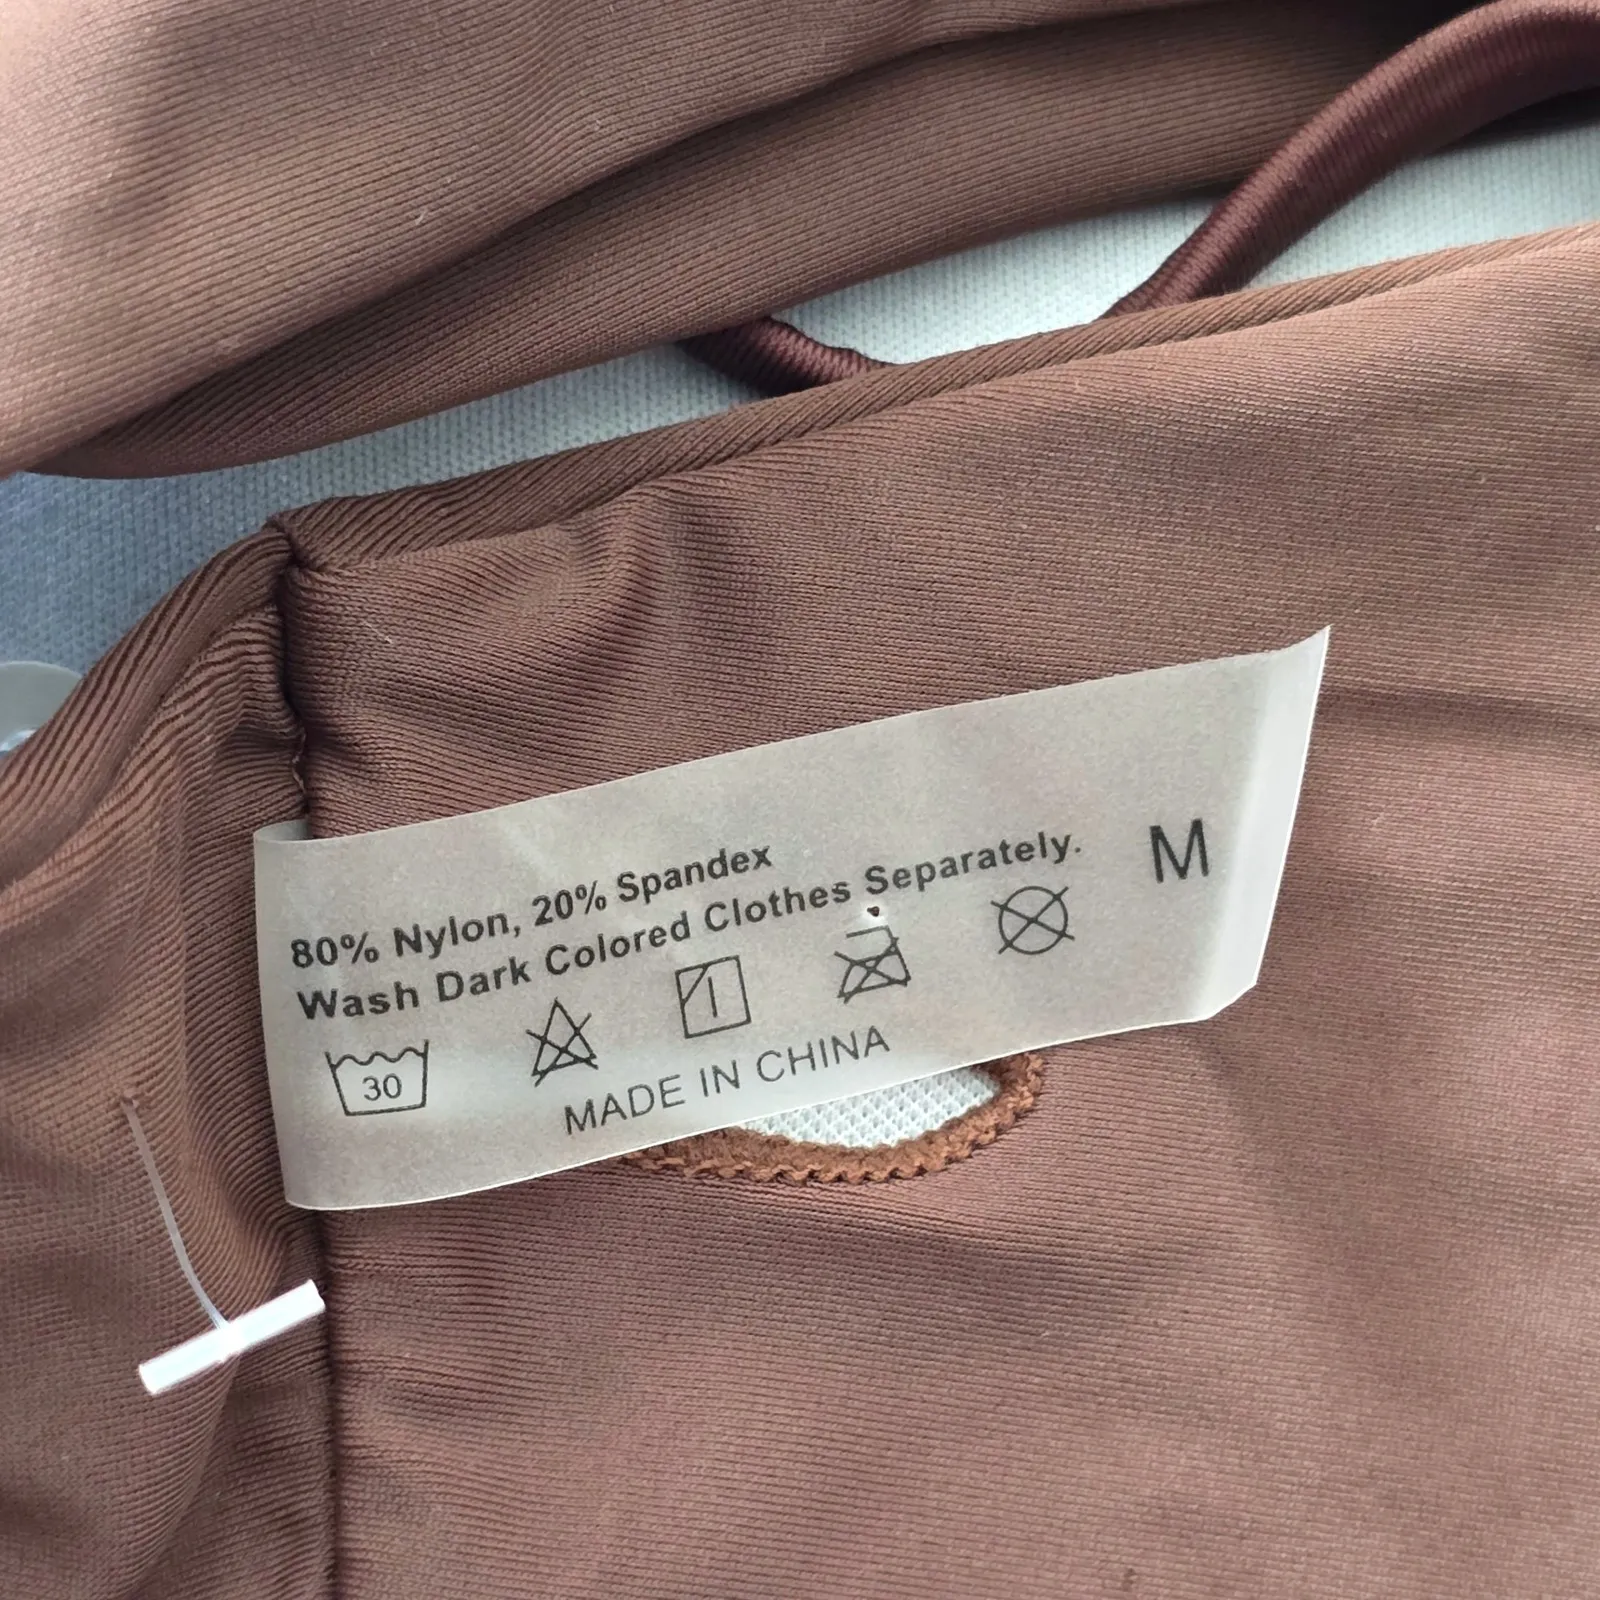 80% Nylon, 20% Spandex
Wash Dark Colored Clothes Separately.
M
30
MADE IN CHINA